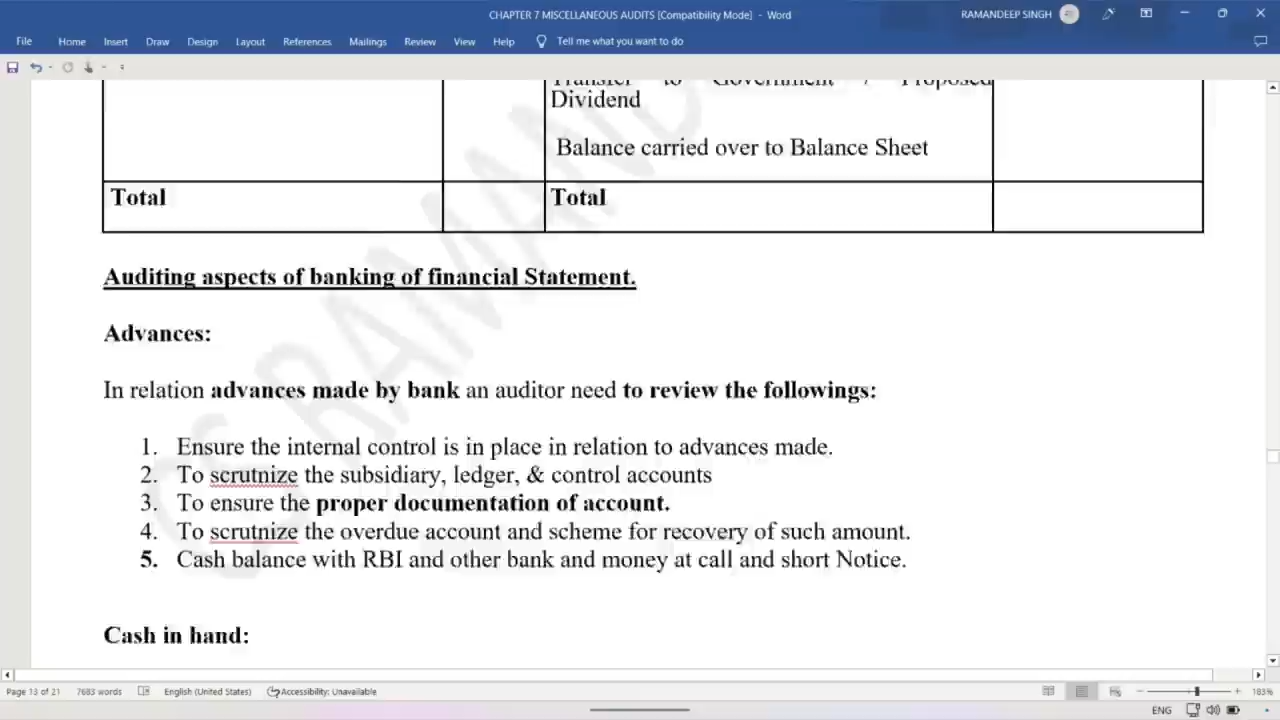 CHAPTER 7 MISCELLANEOUS AUDITS [Compatibility Mode] - Word
RAMANDEEP SINGH
File Home Insert Draw Design Layout References Mailings Review View Help Tell me what you want to do
Transfer to Government / Proposed
Dividend
Balance carried over to Balance Sheet
Total Total
Auditing aspects of banking of financial Statement.
Advances:
In relation advances made by bank an auditor need to review the followings:
1. Ensure the internal control is in place in relation to advances made.
2. To scrutnize the subsidiary, ledger, & control accounts
3. To ensure the proper documentation of account.
4. To scrutnize the overdue account and scheme for recovery of such amount.
5. Cash balance with RBI and other bank and money at call and short Notice.
Cash in hand:
CS RAMAN
Page 13 of 21 7683 words English (United States) Accessibility: Unavailable 183%
ENG